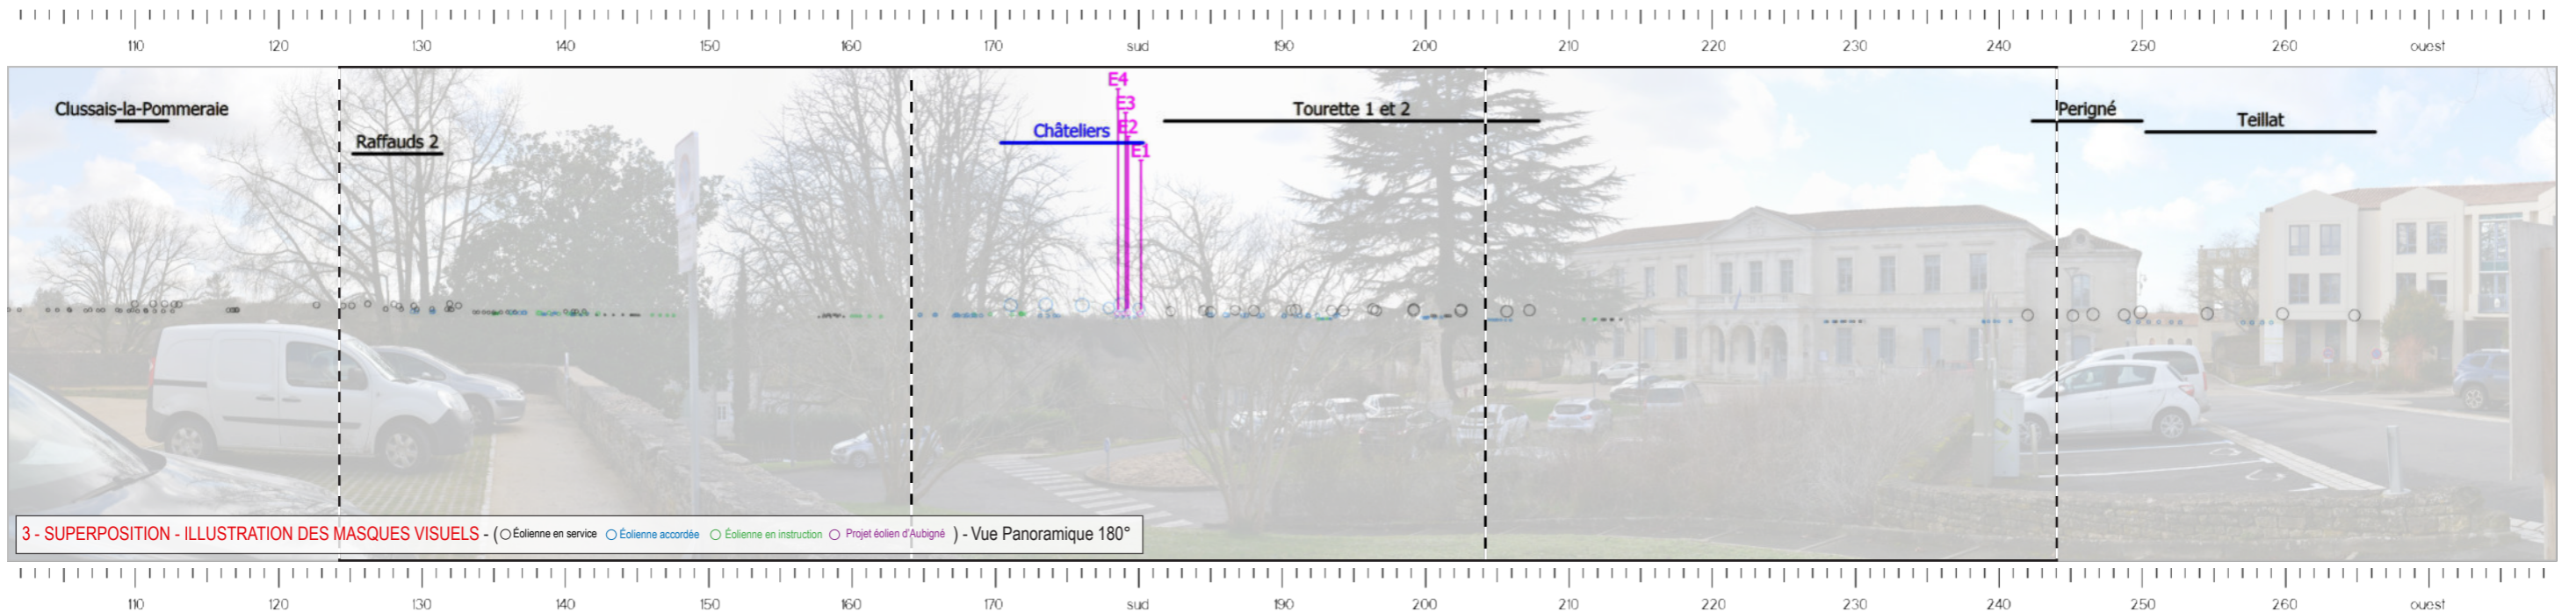 110 120 130 140 150 160 170 sud 190 200 210 220 230 240 250 260 ouest
E4
Clussais-la-Pommeraie
E3
Tourette 1 et 2
Perigné
Teillat
Raffauds 2
Châteliers
E2
E1
3 - SUPERPOSITION - ILLUSTRATION DES MASQUES VISUELS - ( Éolienne en service Éolienne accordée Éolienne en instruction Projet éolien d'Aubigné ) - Vue Panoramique 180°
110 120 130 140 150 160 170 sud 190 200 210 220 230 240 250 260 ouest